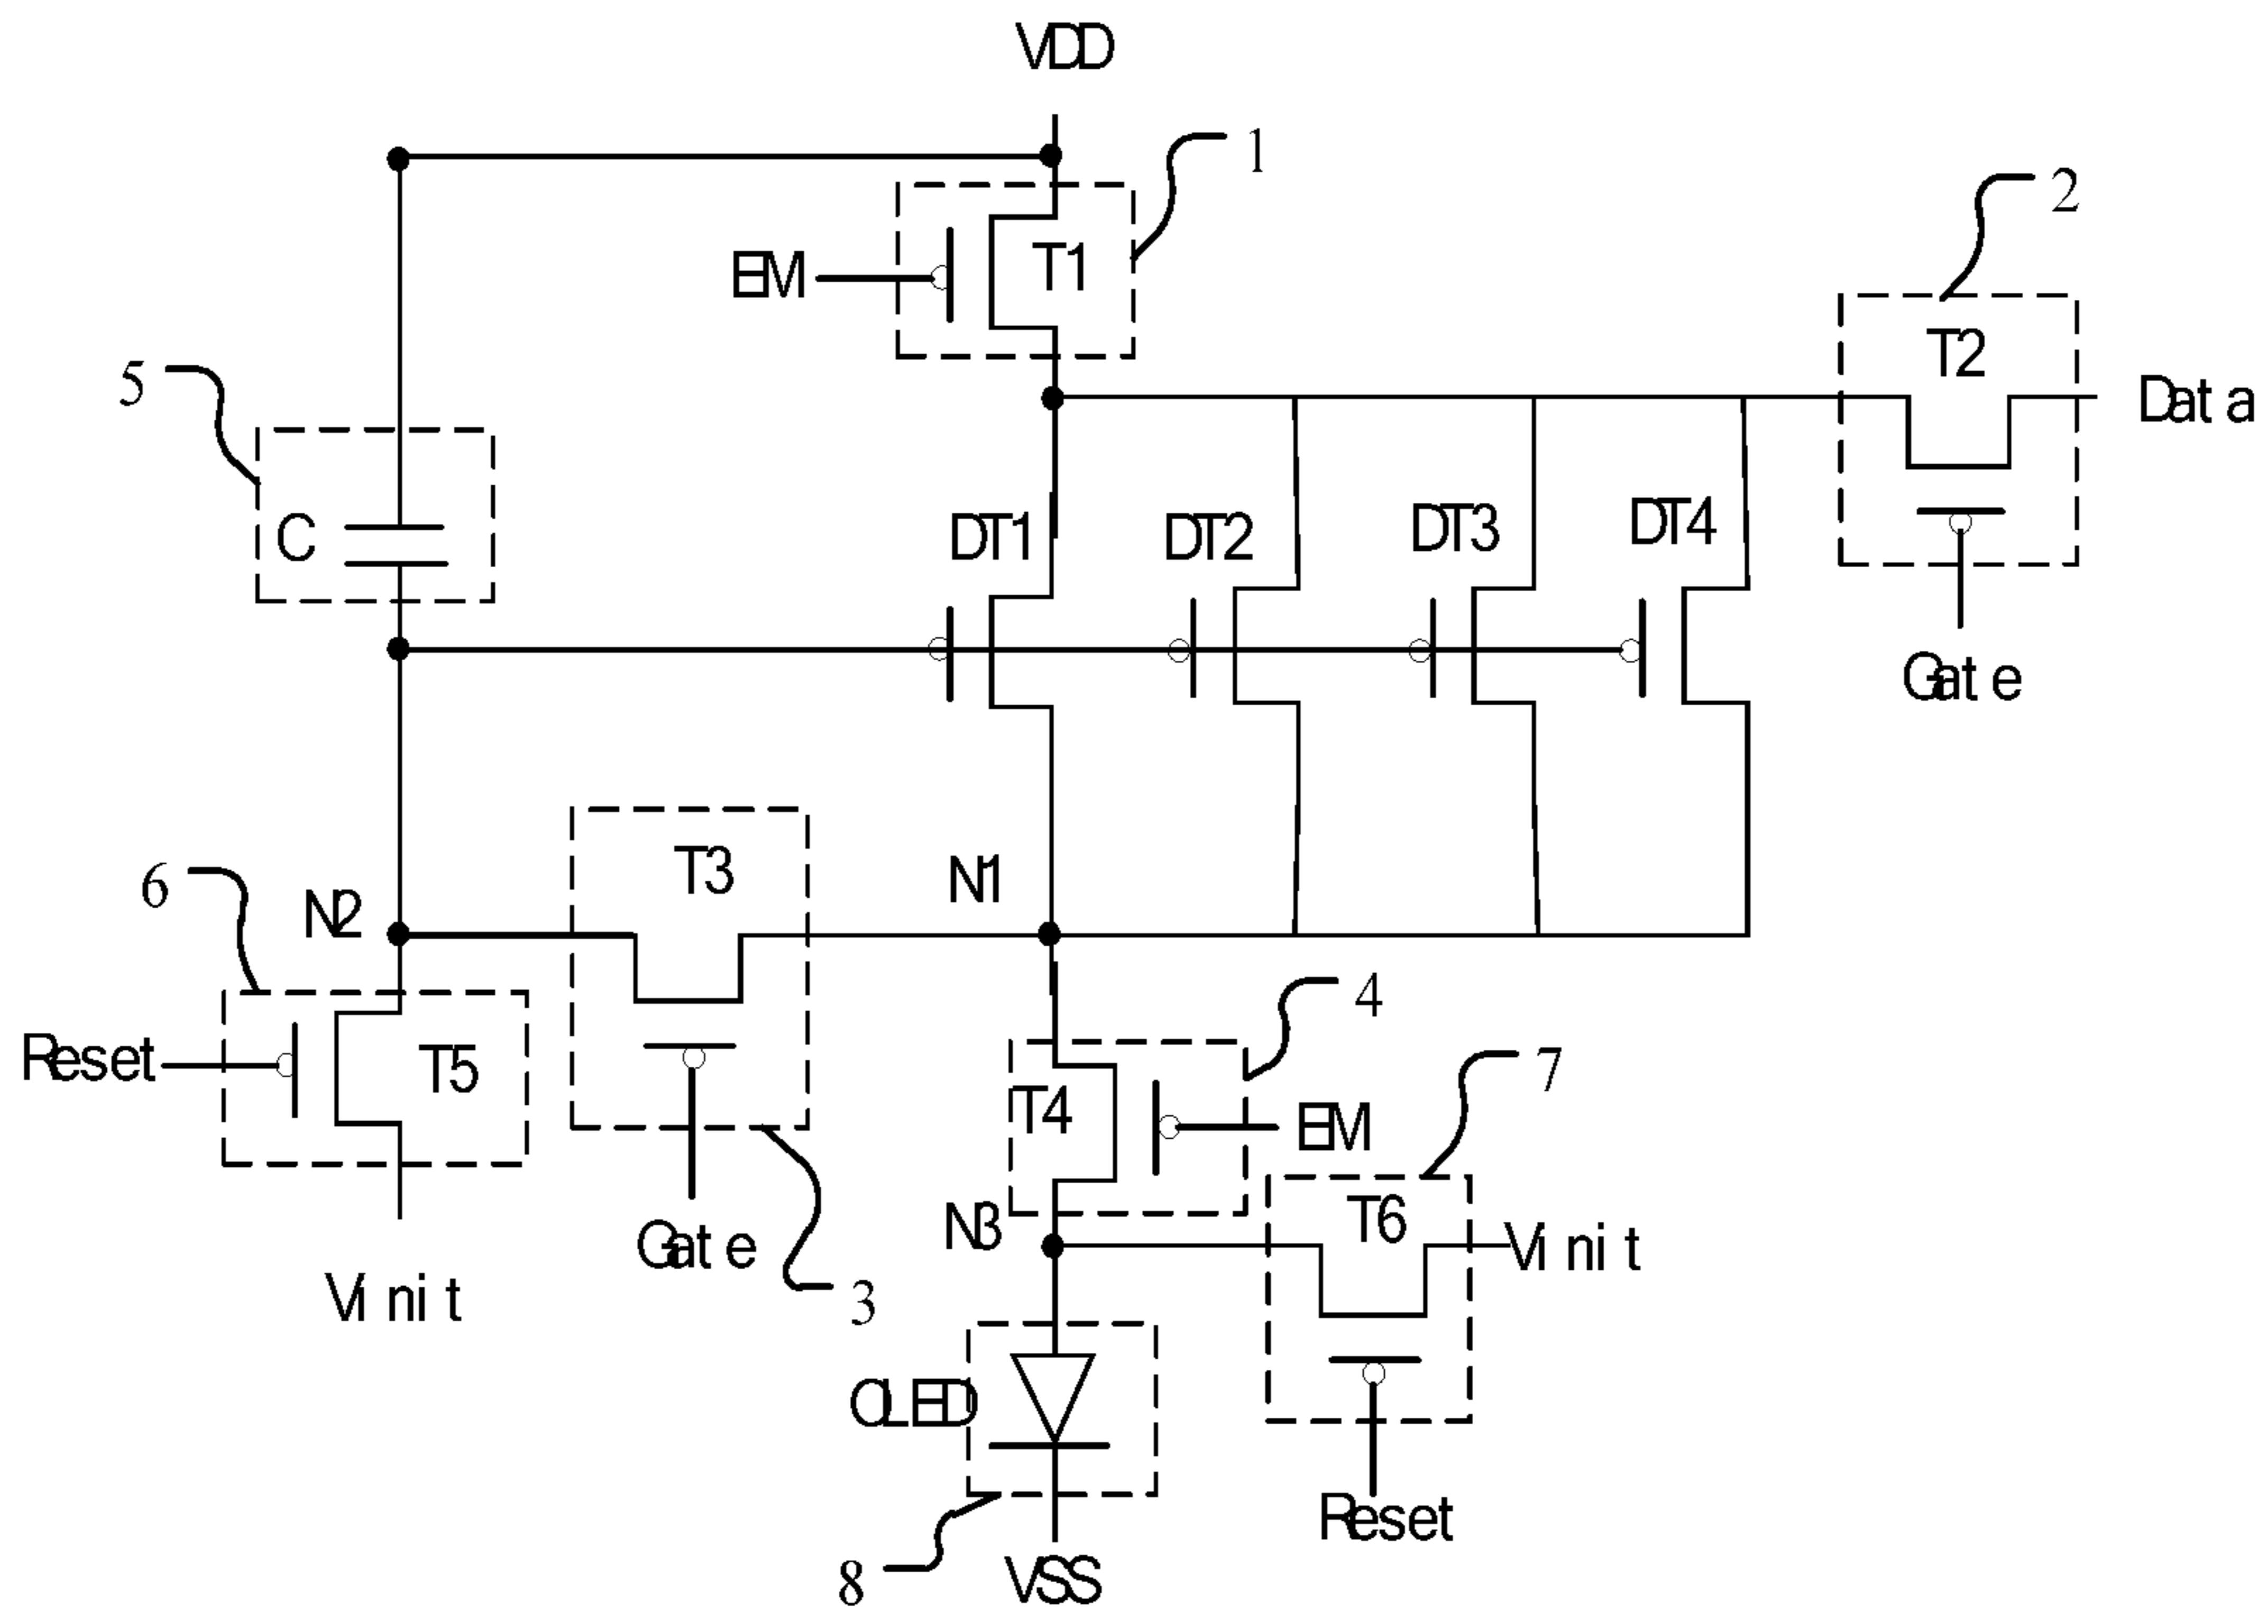 VDD
1
2
EM
T1
T2
Data
5
C
DT1
DT2
DT3
DT4
Gate
T3
N1
6
N2
4
Reset
T5
T4
EM
7
N3
T6
Gate
Vinit
Vinit
3
OLED
Reset
8
VSS